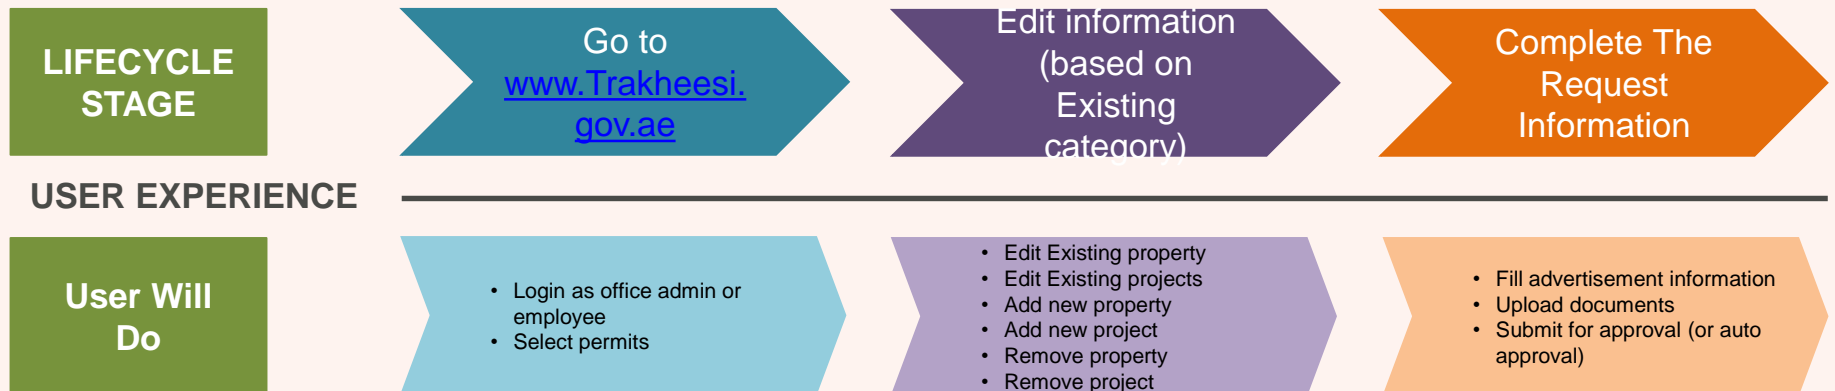 LIFECYCLE
STAGE
Go to
www.Trakheesi.
gov.ae
Edit information
(based on
Existing
category)
Complete The
Request
Information
USER EXPERIENCE
User Will
Do
• Login as office admin or
employee
• Select permits
• Edit Existing property
• Edit Existing projects
• Add new property
• Add new project
• Remove property
• Remove project
• Fill advertisement information
• Upload documents
• Submit for approval (or auto
approval)